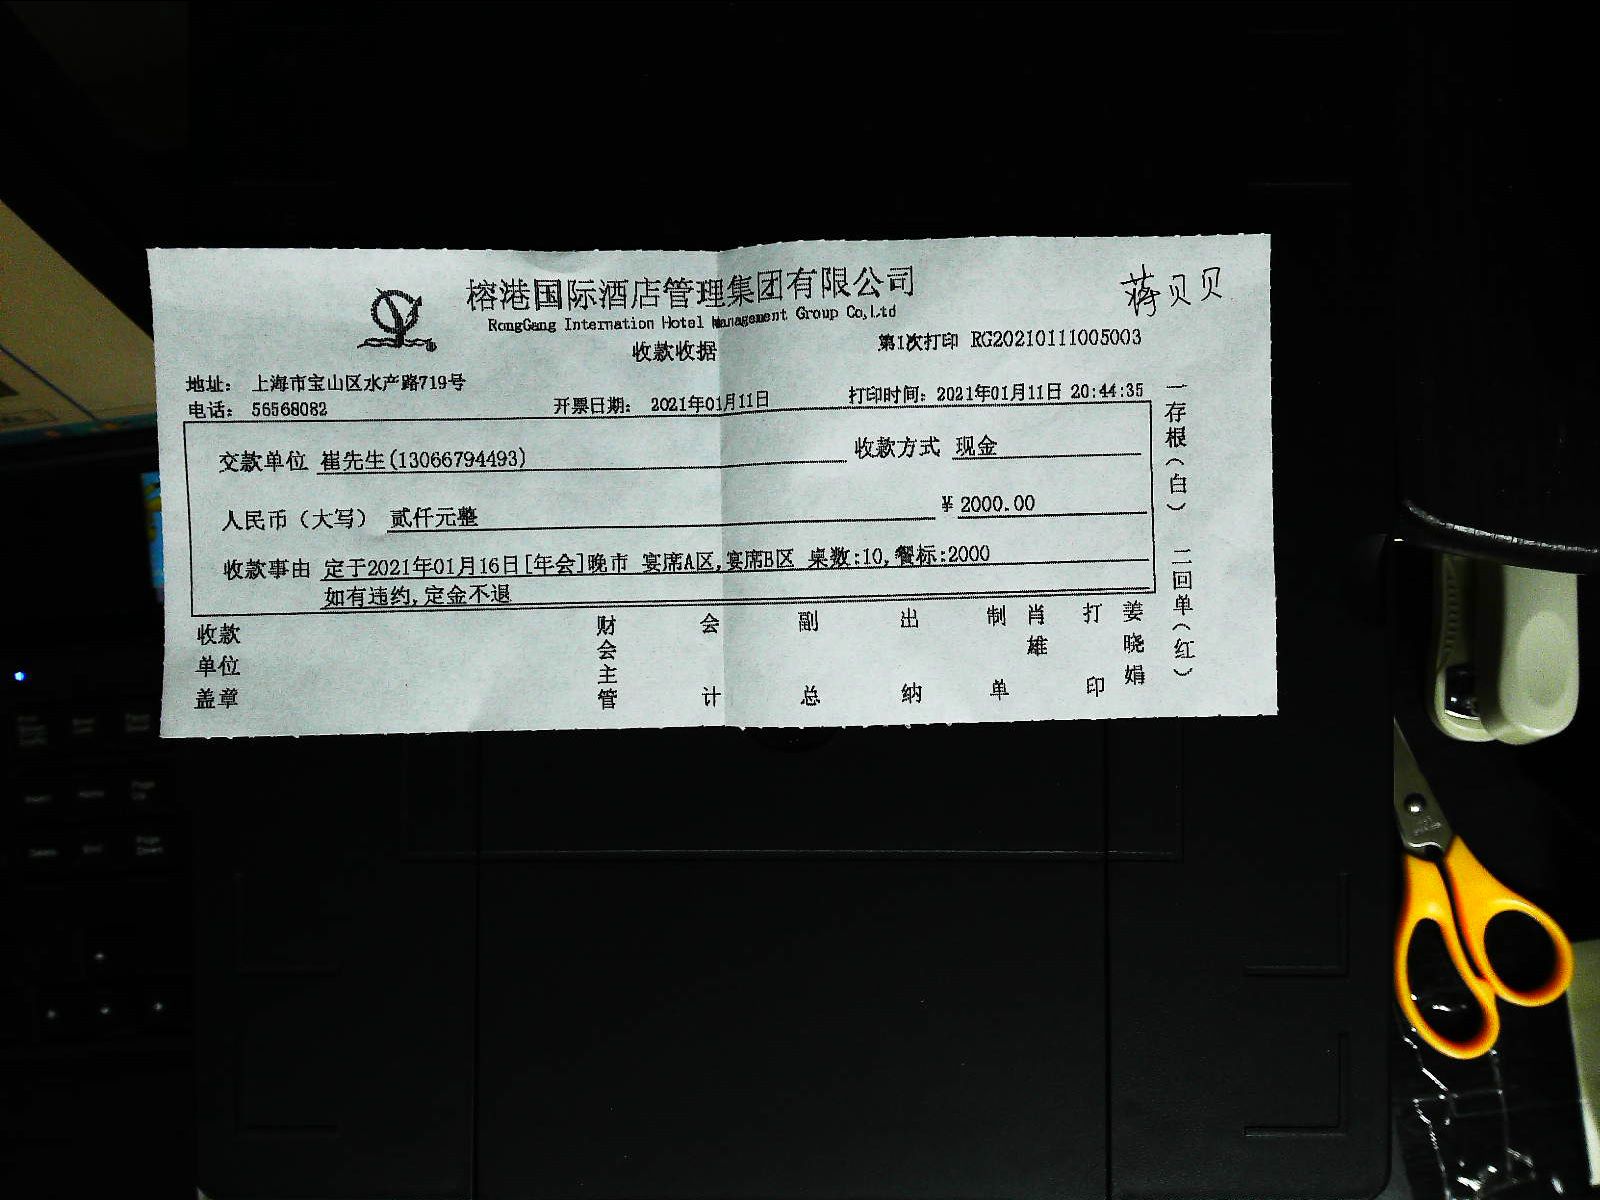 榕港国际酒店管理集团有限公司
RongGang Internation Hotel Management Group Co,Ltd
蒋贝贝
收款收据
第1次打印 RG20210111005003
地址: 上海市宝山区水产路719号
电话: 56568082
开票日期: 2021年01月11日
打印时间: 2021年01月11日 20:44:35
交款单位 崔先生(13066794493)
收款方式 现金
人民币（大写） 贰仟元整
¥ 2000.00
收款事由 定于2021年01月16日[年会]晚市 宴席A区,宴席B区 桌数:10,餐标:2000
如有违约,定金不退
收款单位盖章
财会主管
会计
副总
出纳
制单
肖雄
打印
姜晓娟
一存根（白） 二回单（红）